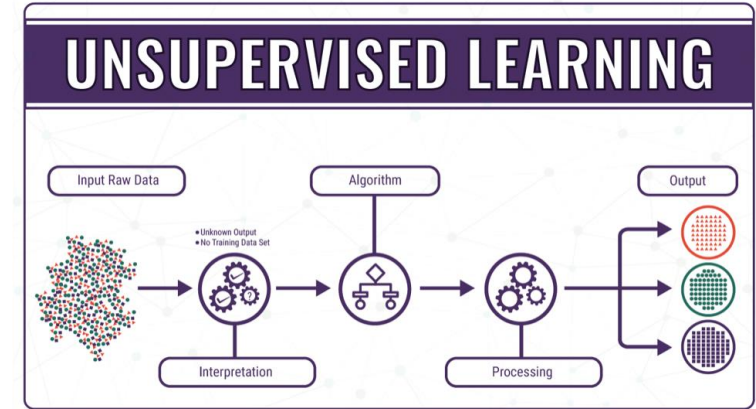 UNSUPERVISED LEARNING
Input Raw Data
Algorithm
Output
• Unknown Output
• No Training Data Set
?
Interpretation
Processing